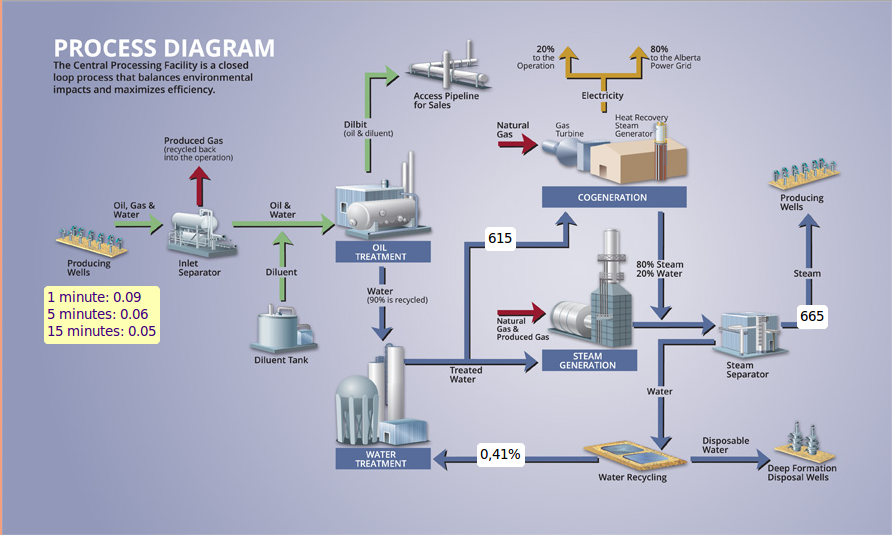 PROCESS DIAGRAM
The Central Processing Facility is a closed
loop process that balances environmental
impacts and maximizes efficiency.
Access Pipeline
for Sales
20%
to the
Operation
80%
to the Alberta
Power Grid
Electricity
Dilbit
(oil & diluent)
Natural
Gas
Gas
Turbine
Heat Recovery
Steam
Generator
COGENERATION
Produced Gas
(recycled back
into the operation)
Oil, Gas &
Water
Oil &
Water
Producing
Wells
Inlet
Separator
OIL
TREATMENT
Diluent
Diluent Tank
1 minute: 0.09
5 minutes: 0.06
15 minutes: 0.05
Water
(90% is recycled)
615
80% Steam
20% Water
Producing
Wells
Steam
665
Natural
Gas &
Produced Gas
STEAM
GENERATION
Treated
Water
Steam
Separator
Water
WATER
TREATMENT
0,41%
Water Recycling
Disposable
Water
Deep Formation
Disposal Wells